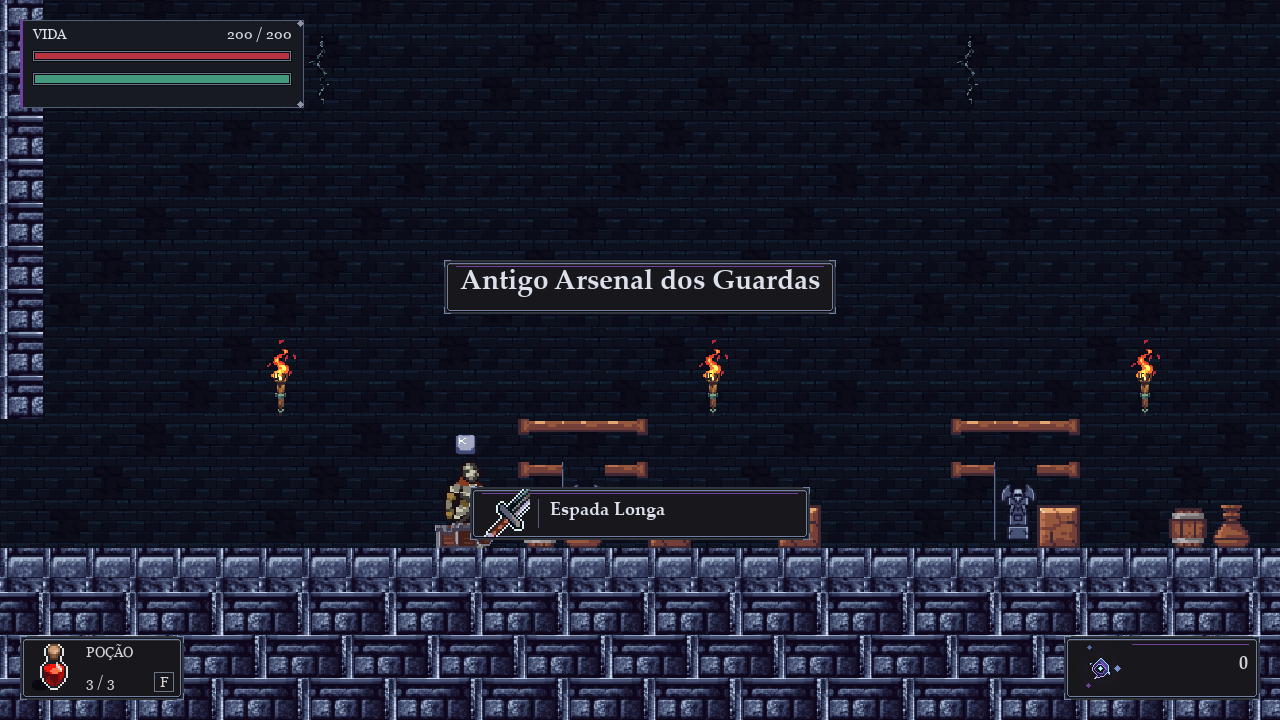 VIDA 200 / 200
Antigo Arsenal dos Guardas
K
Espada Longa
POÇÃO
3 / 3 F
0